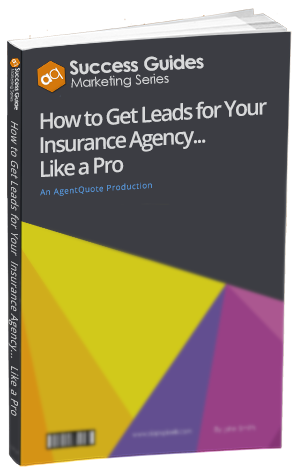 Success Guides
Marketing Series
How to Get Leads for Your
Insurance Agency...
Like a Pro
An AgentQuote Production
Success Guides
Marketing Series
How to Get Leads for Your Insurance Agency... Like a Pro